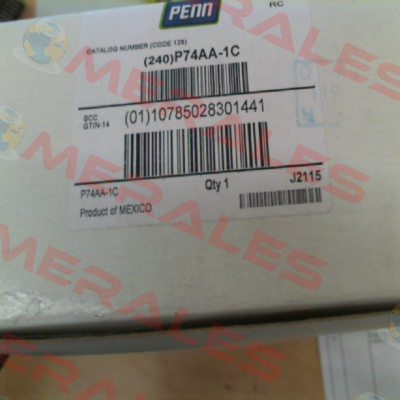 PENN
RC
CATALOG NUMBER (CODE 128)
(240)P74AA-1C
SCC
GTIN-14
(01)10785028301441
P74AA-1C
Qty 1
J2115
Product of MEXICO
MERALES
MERALES
MERALES